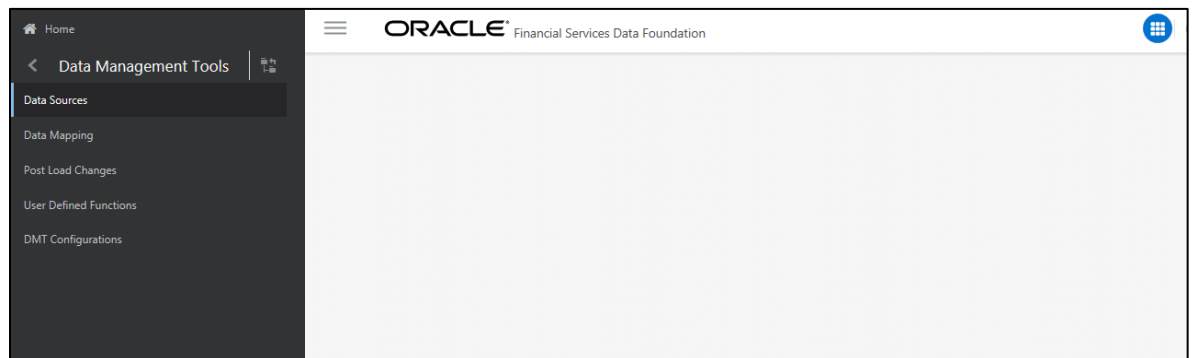 Home
ORACLE® Financial Services Data Foundation
Data Management Tools
Data Sources
Data Mapping
Post Load Changes
User Defined Functions
DMT Configurations